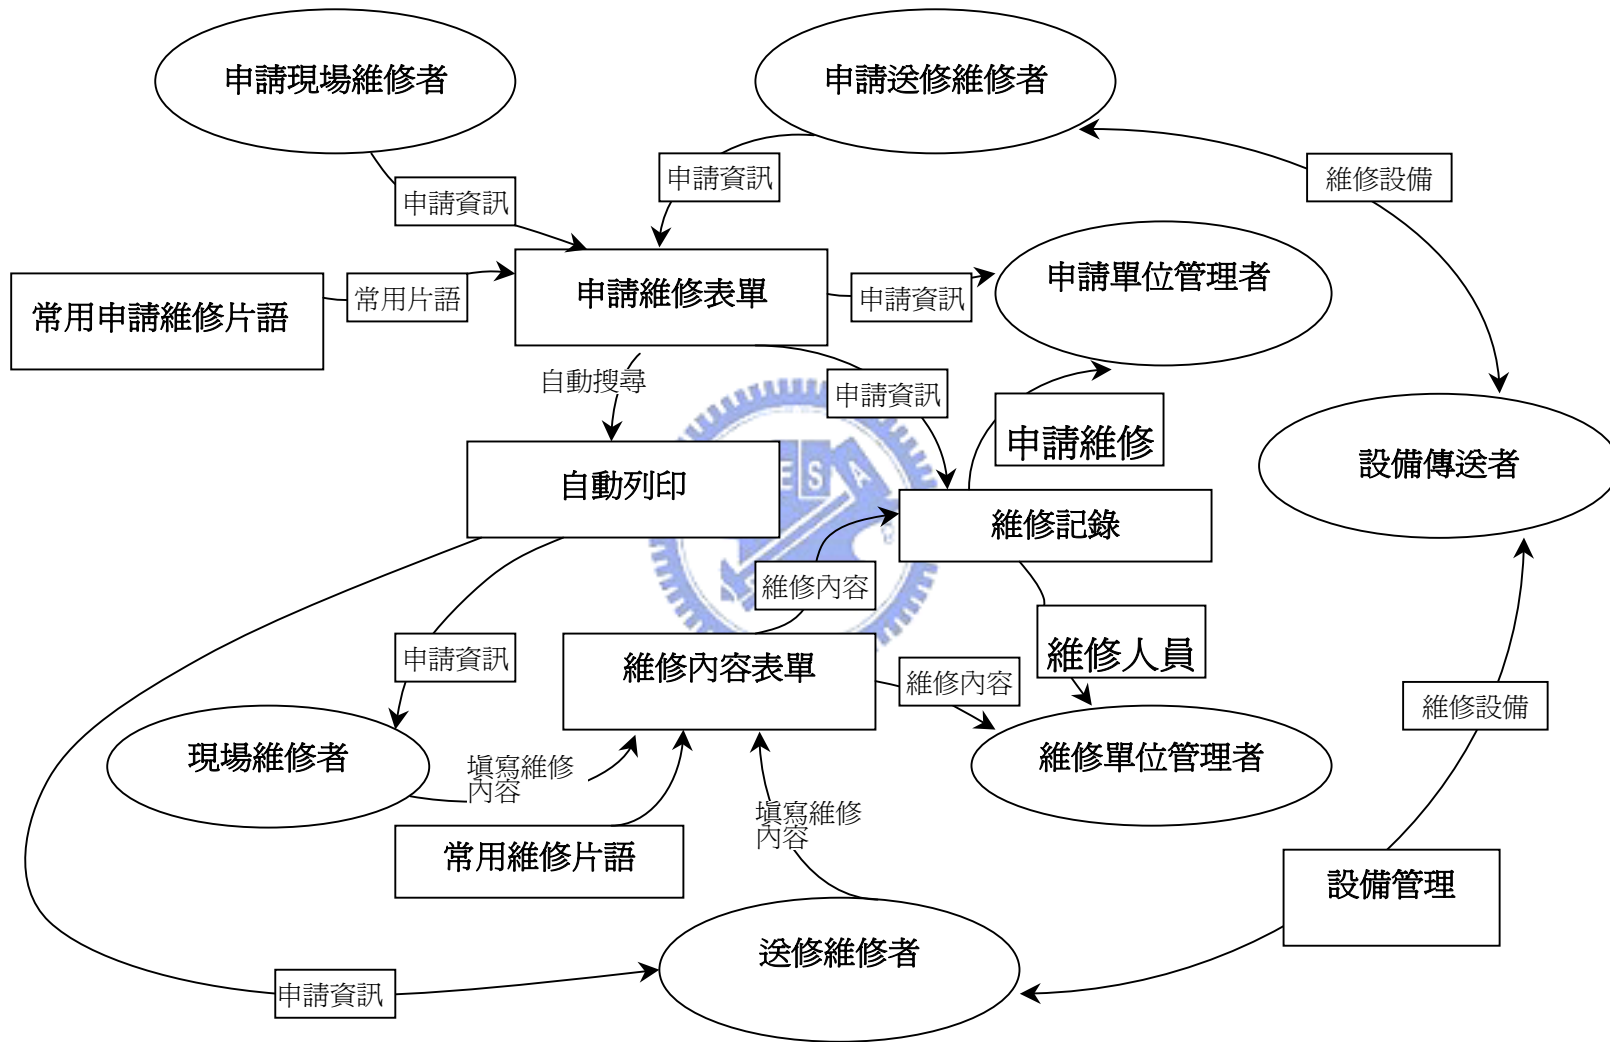 申請現場維修者
申請送修維修者
申請資訊
維修設備
申請資訊
申請單位管理者
申請維修表單
常用片語
申請資訊
常用申請維修片語
自動搜尋
申請資訊
申請維修
設備傳送者
ESA
自動列印
維修記錄
維修內容
申請資訊
維修人員
維修內容表單
維修內容
維修設備
現場維修者
填寫維修
內容
維修單位管理者
填寫維修
內容
常用維修片語
設備管理
送修維修者
申請資訊